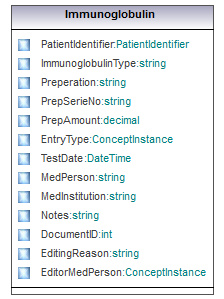 Immunoglobulin
PatientIdentifier:PatientIdentifier
ImmunoglobulinType:string
Preperation:string
PrepSerieNo:string
PrepAmount:decimal
EntryType:ConceptInstance
TestDate:DateTime
MedPerson:string
MedInstitution:string
Notes:string
DocumentID:int
EditingReason:string
EditorMedPerson:ConceptInstance